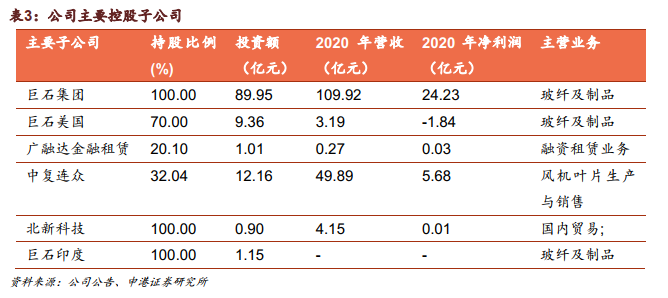 表3：公司主要控股子公司
主要子公司 持股比例 投资额 2020 年营收 2020 年净利润 主营业务
(%) （亿元） （亿元） （亿元）
巨石集团 100.00 89.95 109.92 24.23 玻纤及制品
巨石美国 70.00 9.36 3.19 -1.84 玻纤及制品
广融达金融租赁 20.10 1.01 0.27 0.03 融资租赁业务
中复连众 32.04 12.16 49.89 5.68 风机叶片生产
与销售
北新科技 100.00 0.90 4.15 0.01 国内贸易;
巨石印度 100.00 1.15 - - 玻纤及制品
资料来源：公司公告、中港证券研究所